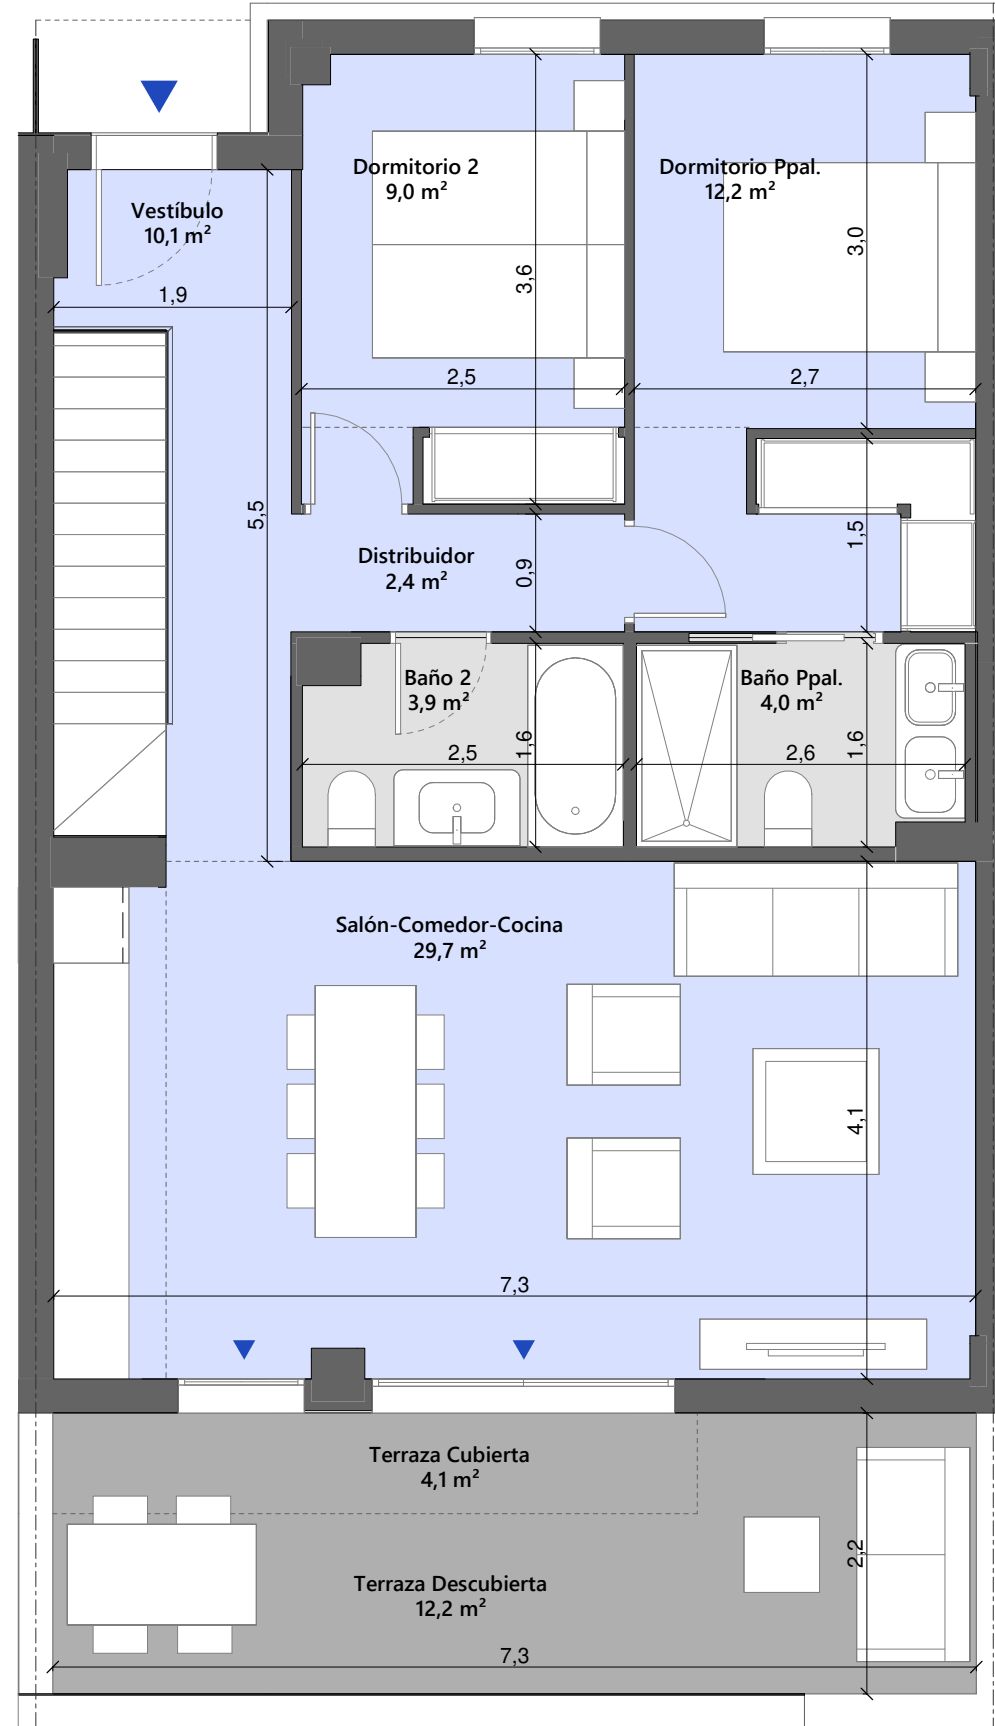 Dormitorio 2
9,0 m²
Dormitorio Ppal.
12,2 m²
Vestíbulo
10,1 m²
3,0
3,6
1,9
2,5
2,7
5,5
1,5
Distribuidor
2,4 m²
0,9
Baño 2
3,9 m²
Baño Ppal.
4,0 m²
1,6
1,6
2,5
2,6
Salón-Comedor-Cocina
29,7 m²
4,1
7,3
Terraza Cubierta
4,1 m²
2,2
Terraza Descubierta
12,2 m²
7,3